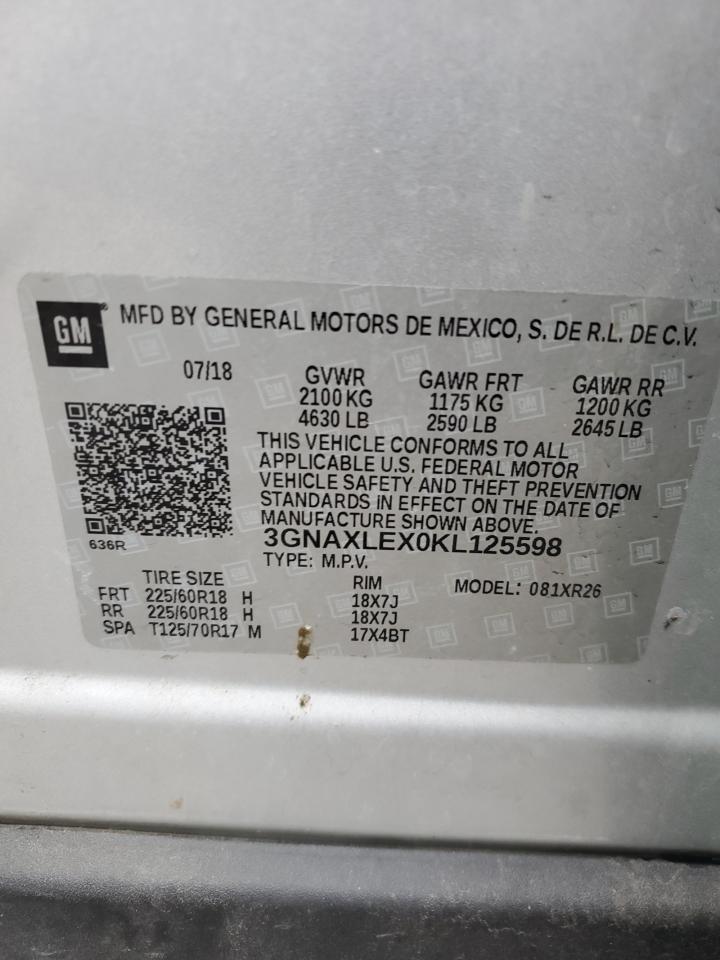 GM® MFD BY GENERAL MOTORS DE MEXICO, S. DE R.L. DE C.V.
07/18 GVWR GAWR FRT GAWR RR
2100 KG 1175 KG 1200 KG
4630 LB 2590 LB 2645 LB
THIS VEHICLE CONFORMS TO ALL
APPLICABLE U.S. FEDERAL MOTOR
VEHICLE SAFETY AND THEFT PREVENTION
STANDARDS IN EFFECT ON THE DATE OF
MANUFACTURE SHOWN ABOVE.
636R 3GNAXLEX0KL125598
TYPE: M.P.V. MODEL: 081XR26
TIRE SIZE RIM
FRT 225/60R18 H 18X7J
RR 225/60R18 H 18X7J
SPA T125/70R17 M 17X4BT